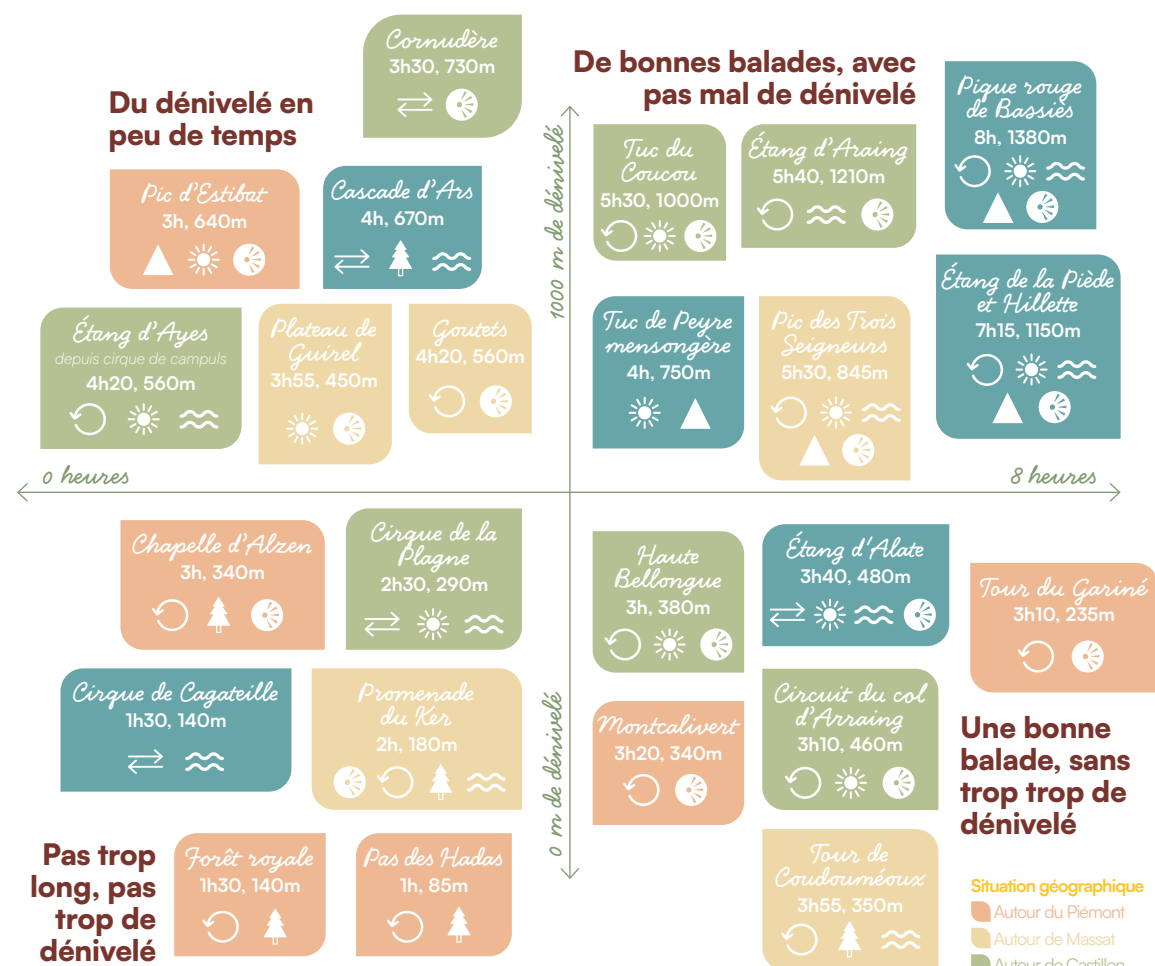 Du dénivelé en
peu de temps
Cornudère
3h30, 730m
Pic d'Estibat
3h, 640m
Cascade d'Ars
4h, 670m
Étang d'Ayes
depuis cirque de campuls
4h20, 560m
Plateau de
Guirel
3h55, 450m
Goutets
4h20, 560m
De bonnes balades, avec
pas mal de dénivelé
Tuc du
Coucou
5h30, 1000m
Étang d'Araing
5h40, 1210m
Pique rouge
de Bassiès
8h, 1380m
Tuc de Peyre
mensongère
4h, 750m
Pic des Trois
Seigneurs
5h30, 845m
Étang de la Piède
et Hillette
7h15, 1150m
1000 m de dénivelé
0 heures
8 heures
0 m de dénivelé
Chapelle d'Alzen
3h, 340m
Cirque de la
Plagne
2h30, 290m
Cirque de Cagateille
1h30, 140m
Promenade
du Ker
2h, 180m
Pas trop
long, pas
trop de
dénivelé
Forêt royale
1h30, 140m
Pas des Hadas
1h, 85m
Haute
Bellongue
3h, 380m
Étang d'Alate
3h40, 480m
Tour du Gariné
3h10, 235m
Montcalivert
3h20, 340m
Circuit du col
d'Arraing
3h10, 460m
Une bonne
balade, sans
trop trop de
dénivelé
Tour de
Coudouméoux
3h55, 350m
Situation géographique
Autour du Piémont
Autour de Massat
Autour de Castillon